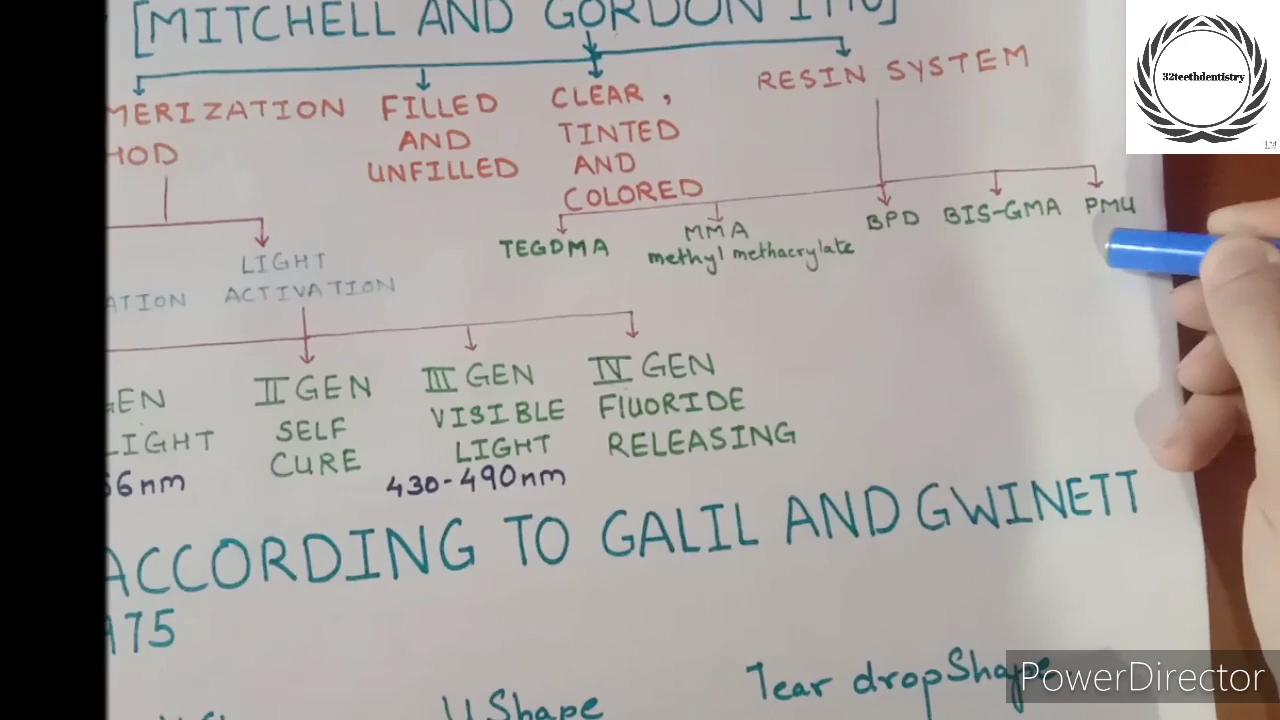 [MITCHELL AND GORDON
32teethdentistry
TM
MERIZATION
HOD
FILLED
AND
UNFILLED
CLEAR,
TINTED
AND
COLORED
RESIN SYSTEM
TEGDMA
MMA
methyl methacrylate
BPD
BIS-GMA
PMU
LIGHT
ACTIVATION
ATION
GEN
LIGHT
6nm
II GEN
SELF
CURE
III GEN
VISIBLE
LIGHT
430-490nm
IV GEN
FlUORIDE
RELEASING
ACCORDING TO GALIL AND GWINETT
975
U Shape
Tear drop Shape
PowerDirector